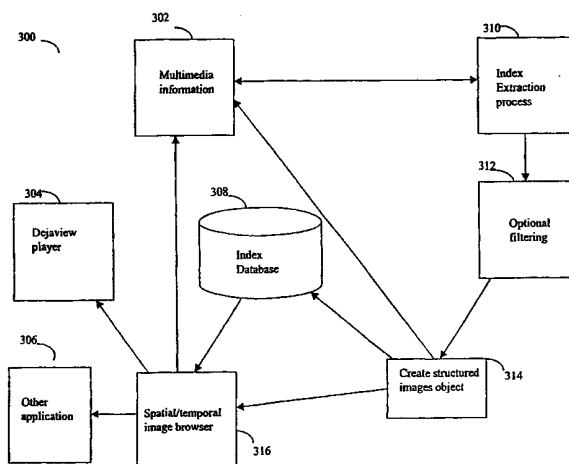 300
302
Multimedia
information
310
Index
Extraction
process
312
Optional
filtering
304
Dejaview
player
308
Index
Database
306
Other
application
Spatial/temporal
image browser
316
Create structured
images object
314